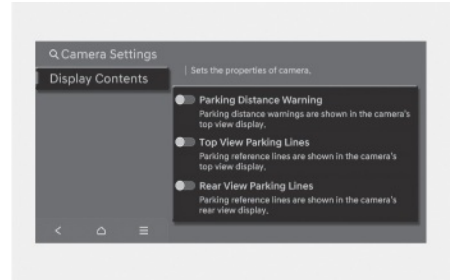 Camera Settings
Display Contents
Sets the properties of camera.
Parking Distance Warning
Parking distance warnings are shown in the camera's
top view display.
Top View Parking Lines
Parking reference lines are shown in the camera's
top view display.
Rear View Parking Lines
Parking reference lines are shown in the camera's
rear view display.